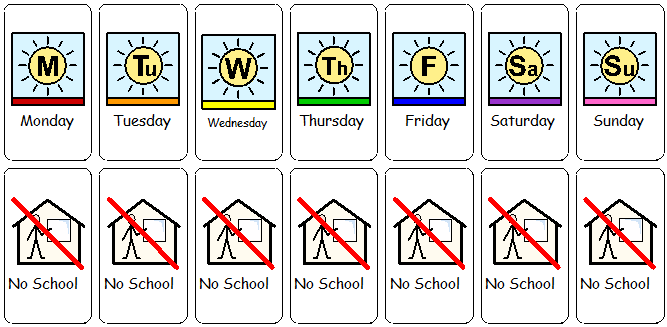 M Tu W Th F Sa Su
Monday Tuesday Wednesday Thursday Friday Saturday Sunday
No School No School No School No School No School No School No School